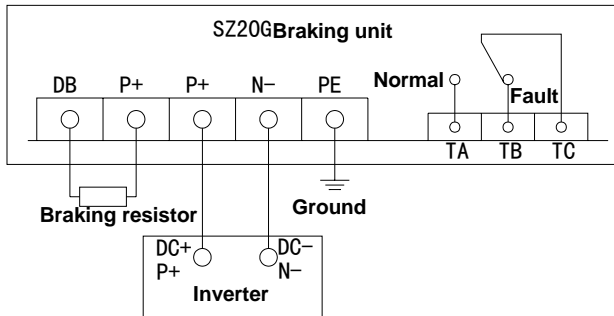 SZ20GBraking unit
DB P+ P+ N- PE
Normal
Fault
TA TB TC
Braking resistor
Ground
DC+ DC-
P+ N-
Inverter